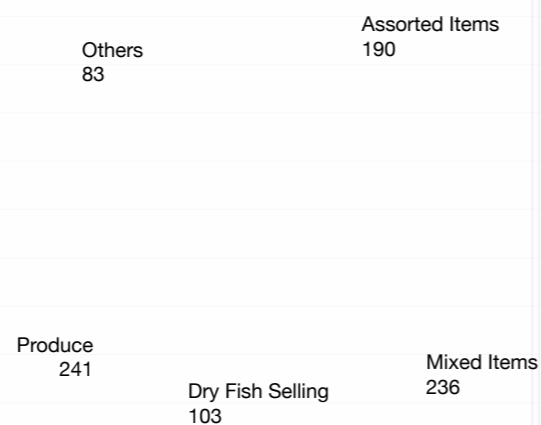 Assorted Items
190
Others
83
Produce
241
Mixed Items
236
Dry Fish Selling
103